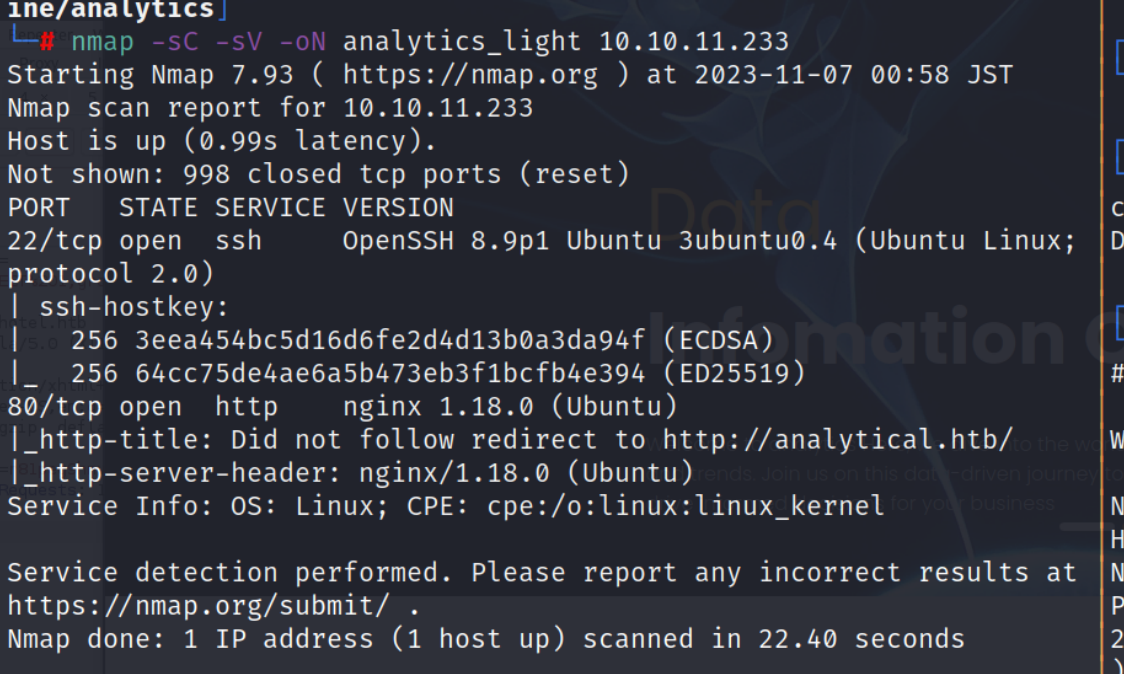 ine/analytics]
└─# nmap -sC -sV -oN analytics_light 10.10.11.233
Starting Nmap 7.93 ( https://nmap.org ) at 2023-11-07 00:58 JST
Nmap scan report for 10.10.11.233
Host is up (0.99s latency).
Not shown: 998 closed tcp ports (reset)
PORT   STATE SERVICE VERSION
22/tcp open  ssh     OpenSSH 8.9p1 Ubuntu 3ubuntu0.4 (Ubuntu Linux;
protocol 2.0)
| ssh-hostkey:
|   256 3eea454bc5d16d6fe2d4d13b0a3da94f (ECDSA)
|_  256 64cc75de4ae6a5b473eb3f1bcfb4e394 (ED25519)
80/tcp open  http    nginx 1.18.0 (Ubuntu)
|_http-title: Did not follow redirect to http://analytical.htb/
|_http-server-header: nginx/1.18.0 (Ubuntu)
Service Info: OS: Linux; CPE: cpe:/o:linux:linux_kernel
Service detection performed. Please report any incorrect results at
https://nmap.org/submit/ .
Nmap done: 1 IP address (1 host up) scanned in 22.40 seconds
Data
Infomation